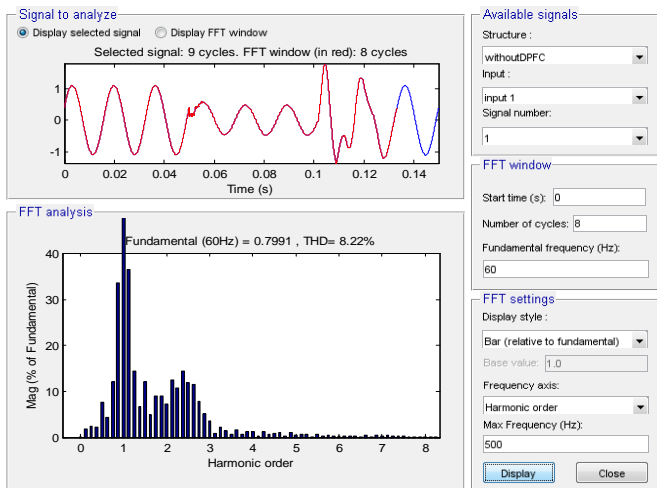 Signal to analyze
Display selected signal
Display FFT window
Selected signal: 9 cycles. FFT window (in red): 8 cycles
1
0
-1
0
0.02
0.04
0.06
0.08
0.1
0.12
0.14
Time (s)
FFT analysis
Fundamental (60Hz) = 0.7991 , THD= 8.22%
40
30
20
10
0
Mag (% of Fundamental)
0
1
2
3
4
5
6
7
8
Harmonic order
Available signals
Structure :
withoutDPFC
Input :
input 1
Signal number:
1
FFT window
Start time (s):
0
Number of cycles:
8
Fundamental frequency (Hz):
60
FFT settings
Display style :
Bar (relative to fundamental)
Base value:
1.0
Frequency axis:
Harmonic order
Max Frequency (Hz):
500
Display
Close